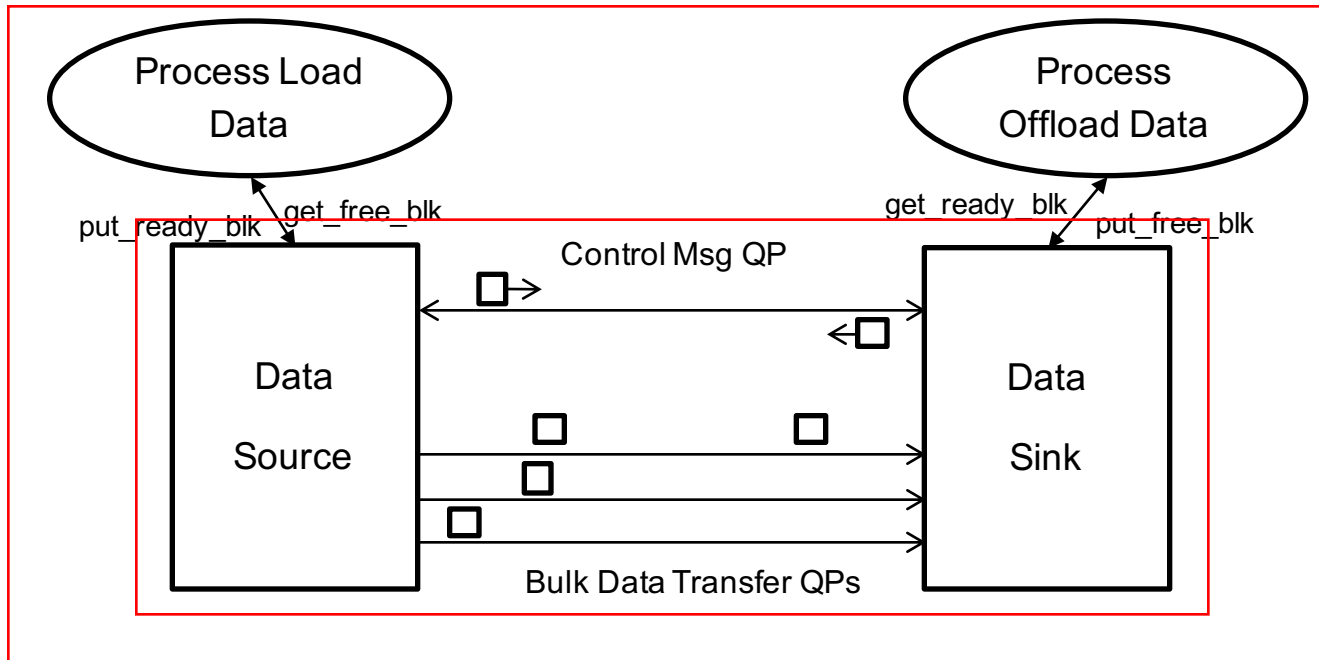 Process Load
Data
Process
Offload Data
put_ready_blk
get_free_blk
get_ready_blk
put_free_blk
Control Msg QP
Data
Source
Data
Sink
Bulk Data Transfer QPs